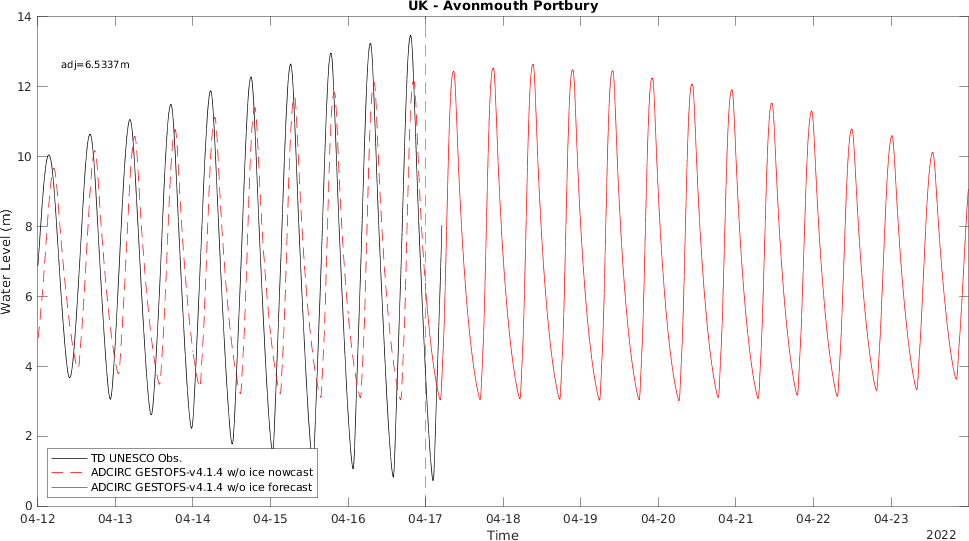 UK - Avonmouth Portbury
adj=6.5337m
Water Level (m)
14
12
10
8
6
4
2
0
TD UNESCO Obs.
ADCIRC GESTOFS-v4.1.4 w/o ice nowcast
ADCIRC GESTOFS-v4.1.4 w/o ice forecast
04-12 04-13 04-14 04-15 04-16 04-17 04-18 04-19 04-20 04-21 04-22 04-23
Time
2022